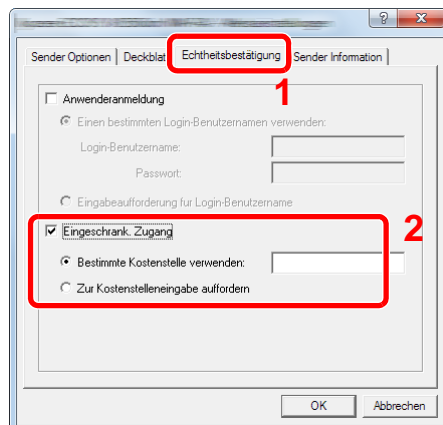 Sender Optionen | Deckblat | Echtheitsbestätigung | Sender Information
1
Anwenderanmeldung
Einen bestimmten Login-Benutzernamen verwenden:
Login-Benutzername:
Passwort:
Eingabeaufforderung fur Login-Benutzername
2
Eingeschrank. Zugang
Bestimmte Kostenstelle verwenden:
Zur Kostenstelleneingabe auffordern
OK Abbrechen